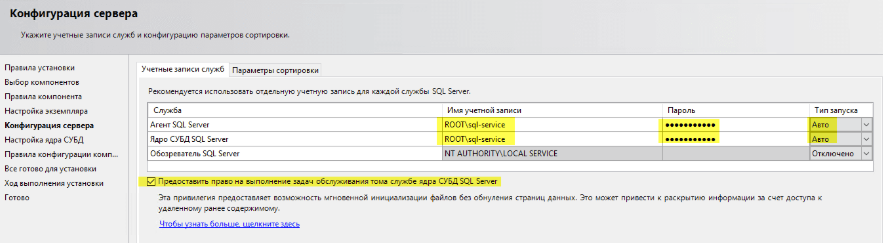 Конфигурация сервера
Укажите учетные записи служб и конфигурацию параметров сортировки.
Правила установки
Выбор компонентов
Правила компонента
Настройка экземпляра
Конфигурация сервера
Настройка ядра СУБД
Правила конфигурации комп...
Все готово для установки
Ход выполнения установки
Готово
Учетные записи служб Параметры сортировки
Рекомендуется использовать отдельную учетную запись для каждой службы SQL Server.
Служба Имя учетной записи Пароль Тип запуска
Агент SQL Server ROOT\sql-service ●●●●●●●●●●● Авто
Ядро СУБД SQL Server ROOT\sql-service ●●●●●●●●●●● Авто
Обозреватель SQL Server NT AUTHORITY\LOCAL SERVICE Отключено
Предоставить право на выполнение задач обслуживания тома службе ядра СУБД SQL Server
Эта привилегия предоставляет возможность мгновенной инициализации файлов без обнуления страниц данных. Это может привести к
раскрытию информации за счет доступа к удаленному ранее содержимому.
Чтобы узнать больше, щелкните здесь